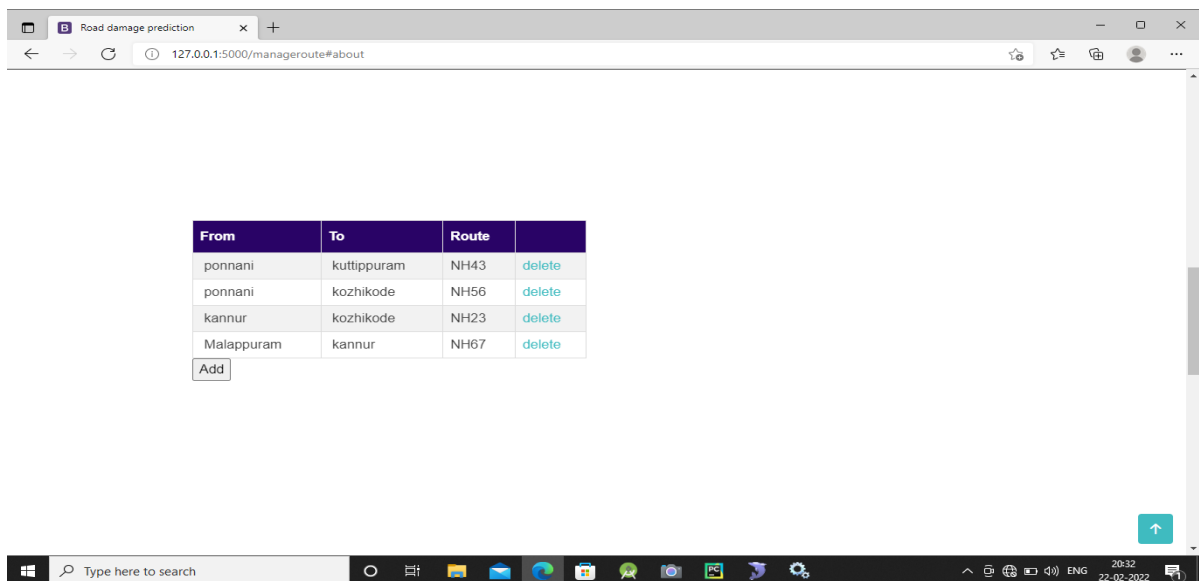 B Road damage prediction
127.0.0.1:5000/manageroute#about
From To Route
ponnani kuttippuram NH43 delete
ponnani kozhikode NH56 delete
kannur kozhikode NH23 delete
Malappuram kannur NH67 delete
Add
Type here to search PC ENG 20:32
22-02-2022